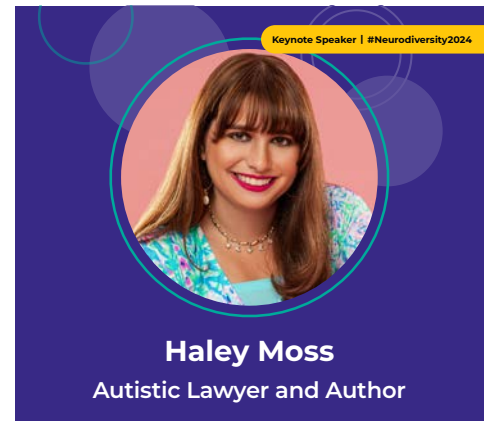 Keynote Speaker | #Neurodiversity2024
Haley Moss
Autistic Lawyer and Author